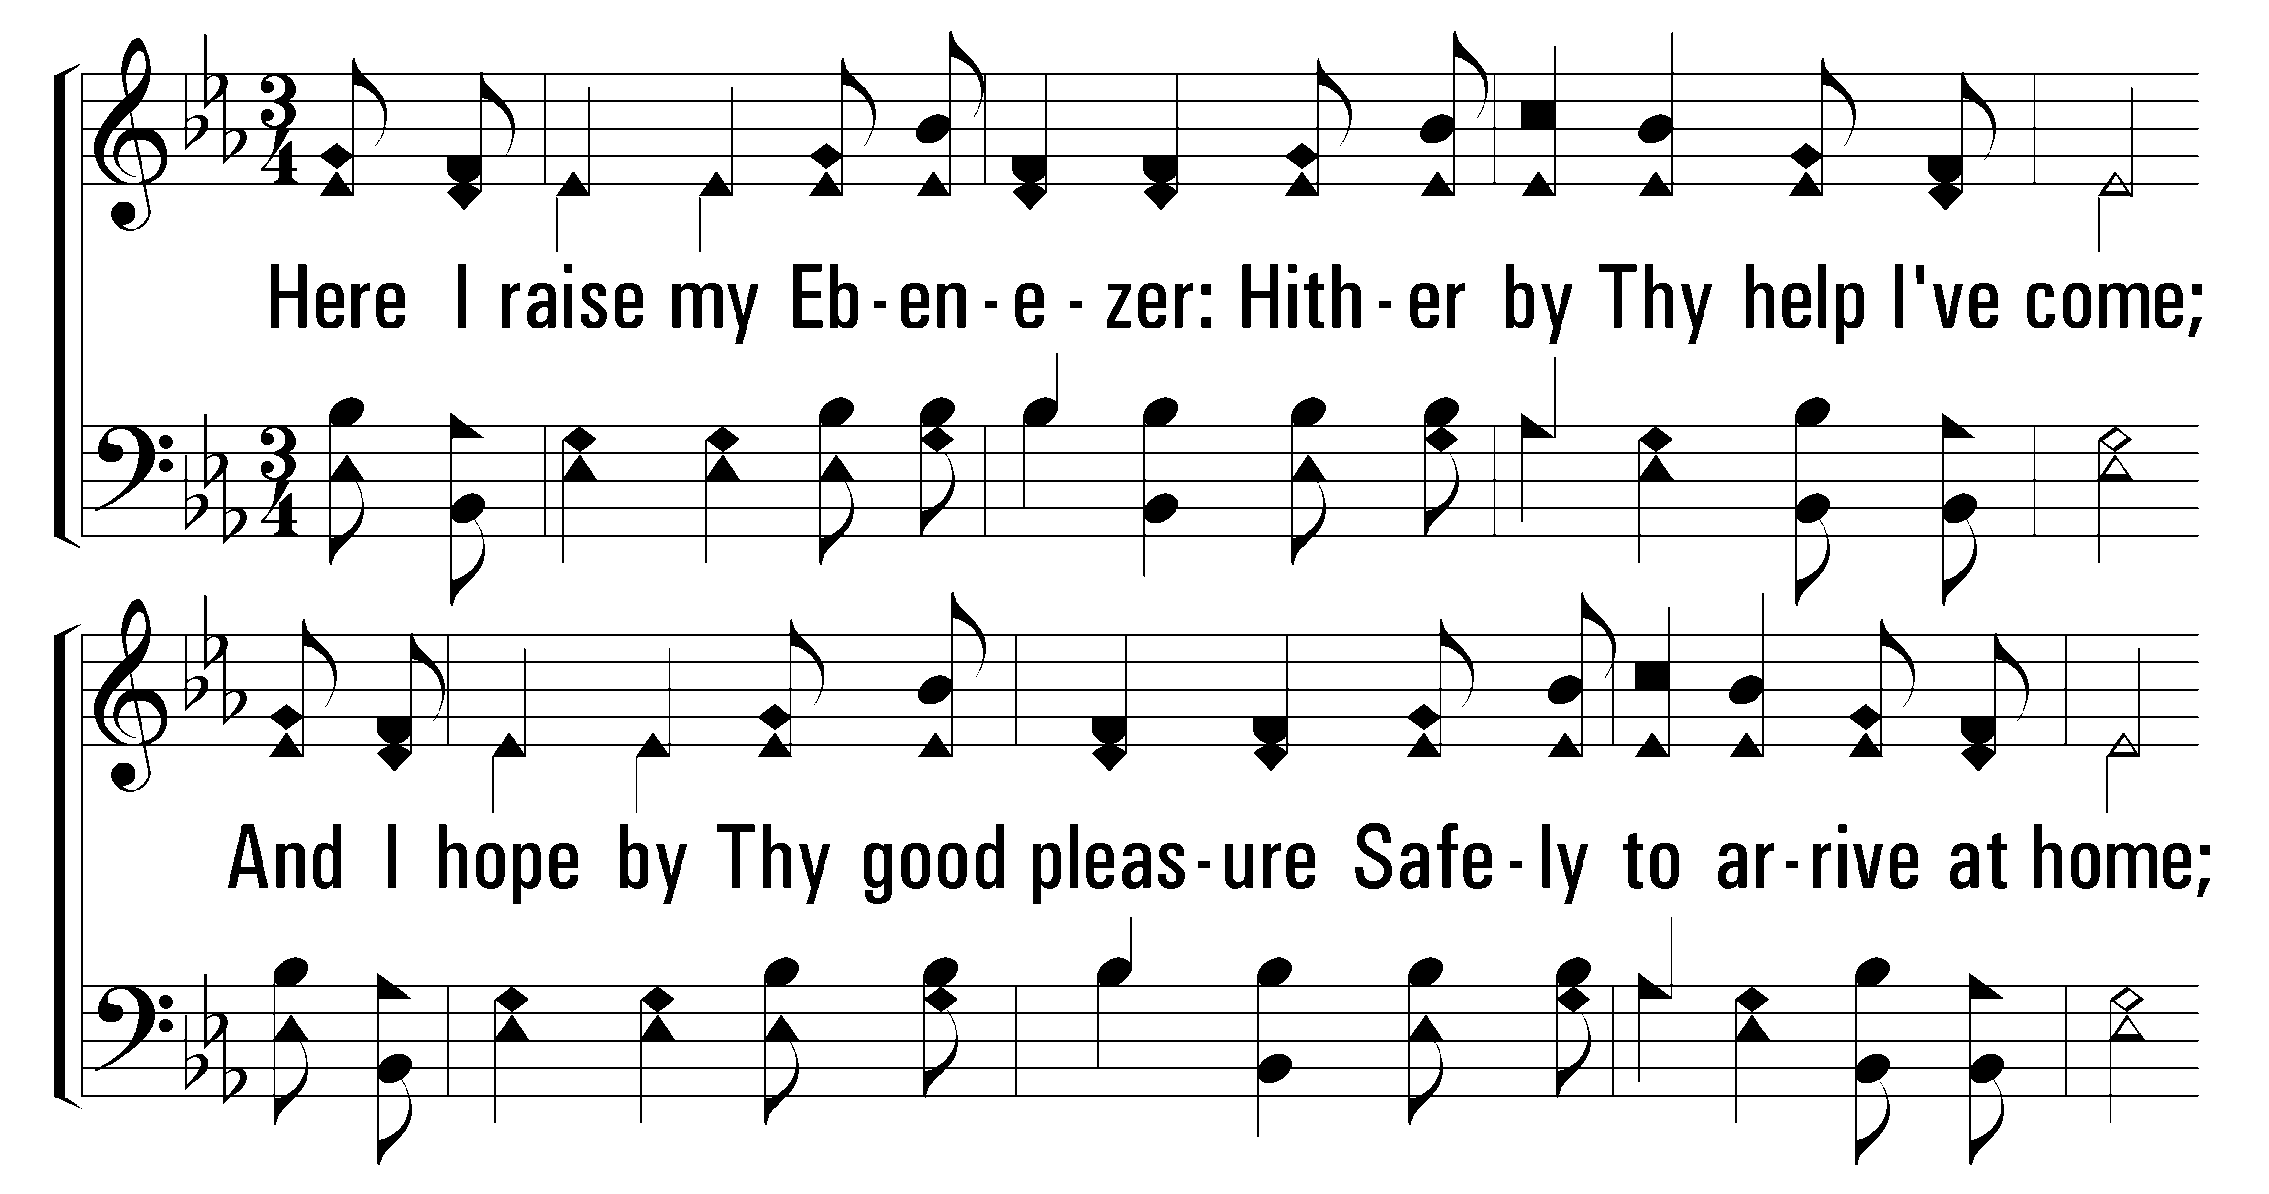 Here I raise my Eb-en-e-zer: Hith-er by Thy help I've come;
And I hope by Thy good pleas-ure Safe-ly to ar-rive at home;